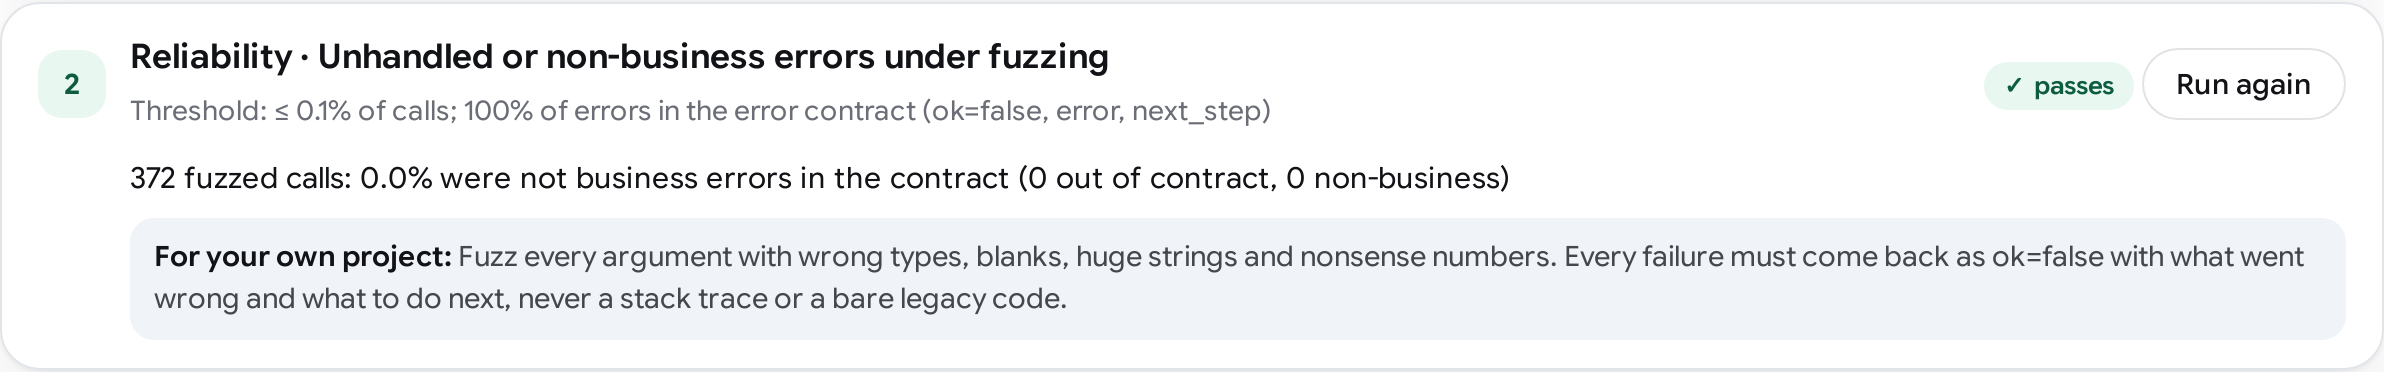 2
Reliability · Unhandled or non-business errors under fuzzing
Threshold: ≤ 0.1% of calls; 100% of errors in the error contract (ok=false, error, next_step)
✓ passes
Run again
372 fuzzed calls: 0.0% were not business errors in the contract (0 out of contract, 0 non-business)
For your own project: Fuzz every argument with wrong types, blanks, huge strings and nonsense numbers. Every failure must come back as ok=false with what went
wrong and what to do next, never a stack trace or a bare legacy code.